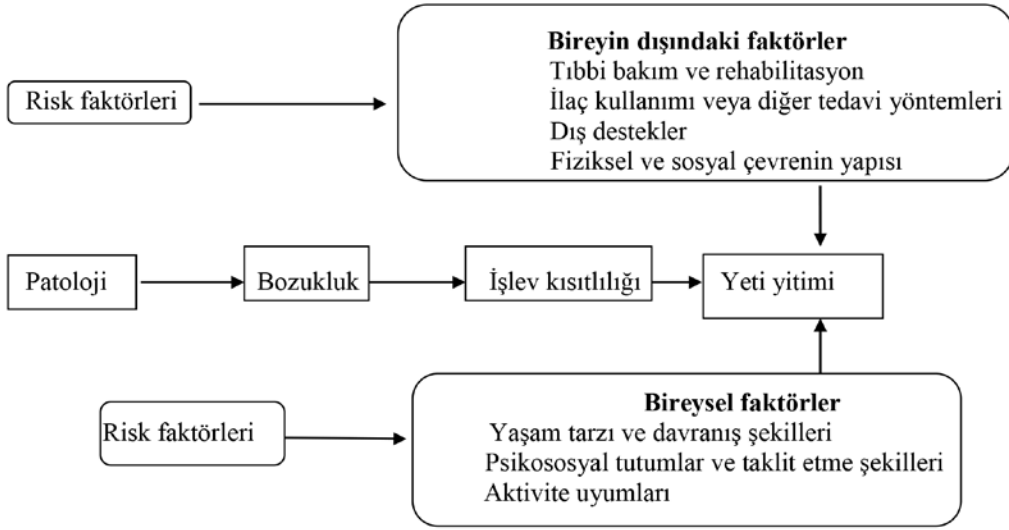 Bireyin dışındaki faktörler
Tıbbi bakım ve rehabilitasyon
Risk faktörleri
İlaç kullanımı veya diğer tedavi yöntemleri
Dış destekler
Fiziksel ve sosyal çevrenin yapısı
Patoloji
Bozukluk
İşlev kısıtlılığı
Yeti yitimi
Bireysel faktörler
Risk faktörleri
Yaşam tarzı ve davranış şekilleri
Psikososyal tutumlar ve taklit etme şekilleri
Aktivite uyumları